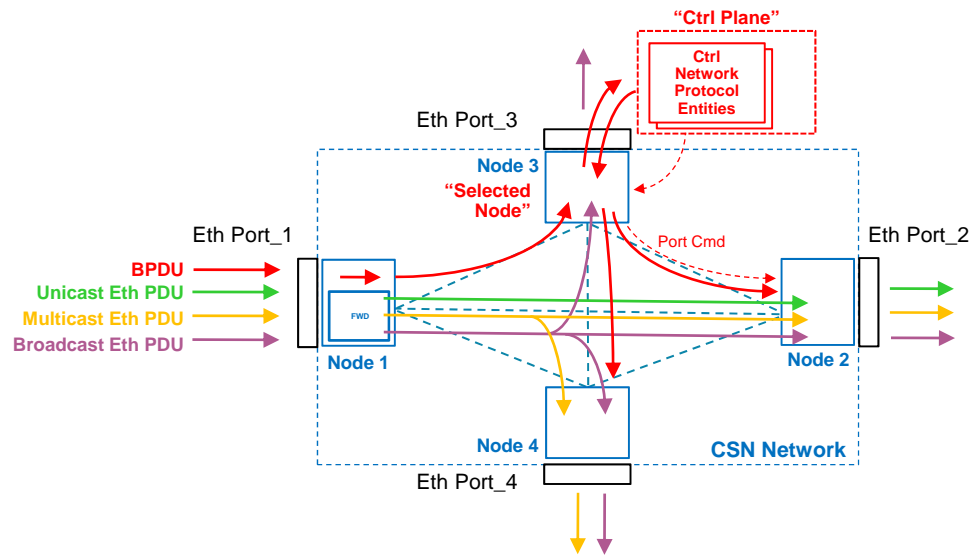 “Ctrl Plane”
Ctrl
Network
Protocol
Entities
Eth Port_3
Node 3
“Selected
Node”
Eth Port_1
Eth Port_2
Port Cmd
BPDU
Unicast Eth PDU
Multicast Eth PDU
Broadcast Eth PDU
FWD
Node 1
Node 2
Node 4
CSN Network
Eth Port_4